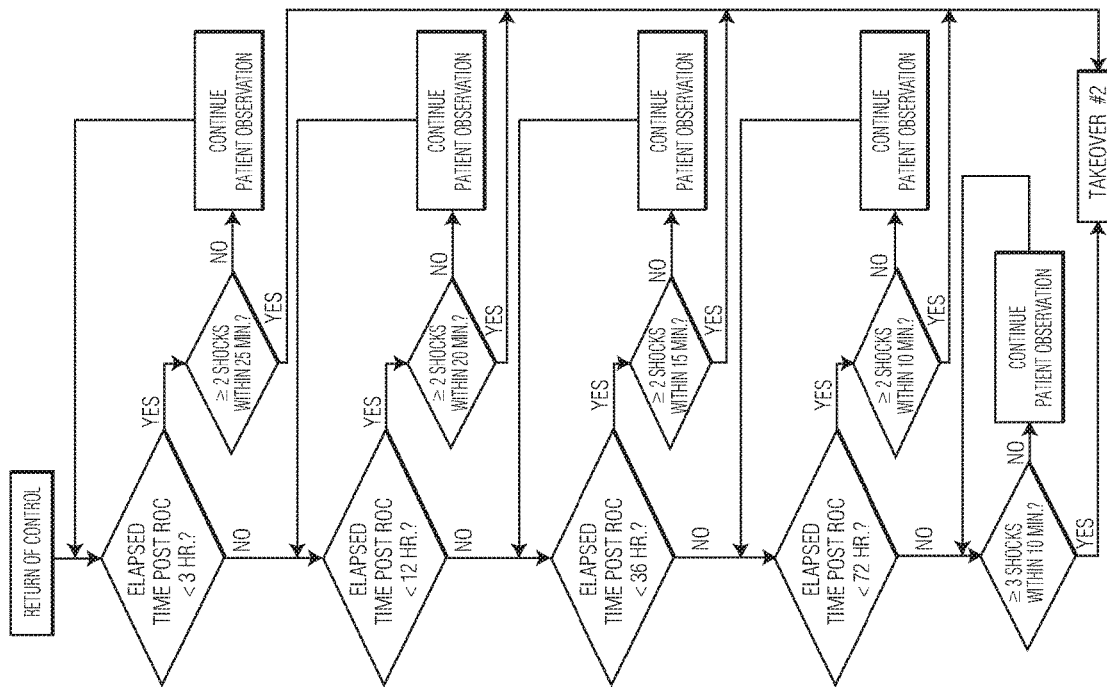 RETURN OF CONTROL
ELAPSED
TIME POST ROC
< 3 HR.?
YES
NO
≥ 2 SHOCKS
WITHIN 25 MIN.?
NO
YES
CONTINUE
PATIENT OBSERVATION
ELAPSED
TIME POST ROC
<12 HR.?
YES
NO
≥ 2 SHOCKS
WITHIN 20 MIN.?
NO
YES
CONTINUE
PATIENT OBSERVATION
ELAPSED
TIME POST ROC
< 36 HR.?
YES
NO
≥ 2 SHOCKS
WITHIN 15 MIN.?
NO
YES
CONTINUE
PATIENT OBSERVATION
ELAPSED
TIME POST ROC
< 72 HR.?
YES
NO
≥ 2 SHOCKS
WITHIN 10 MIN.?
NO
YES
CONTINUE
PATIENT OBSERVATION
≥ 3 SHOCKS
WITHIN 10 MIN.?
NO
YES
CONTINUE
PATIENT OBSERVATION
TAKEOVER #2